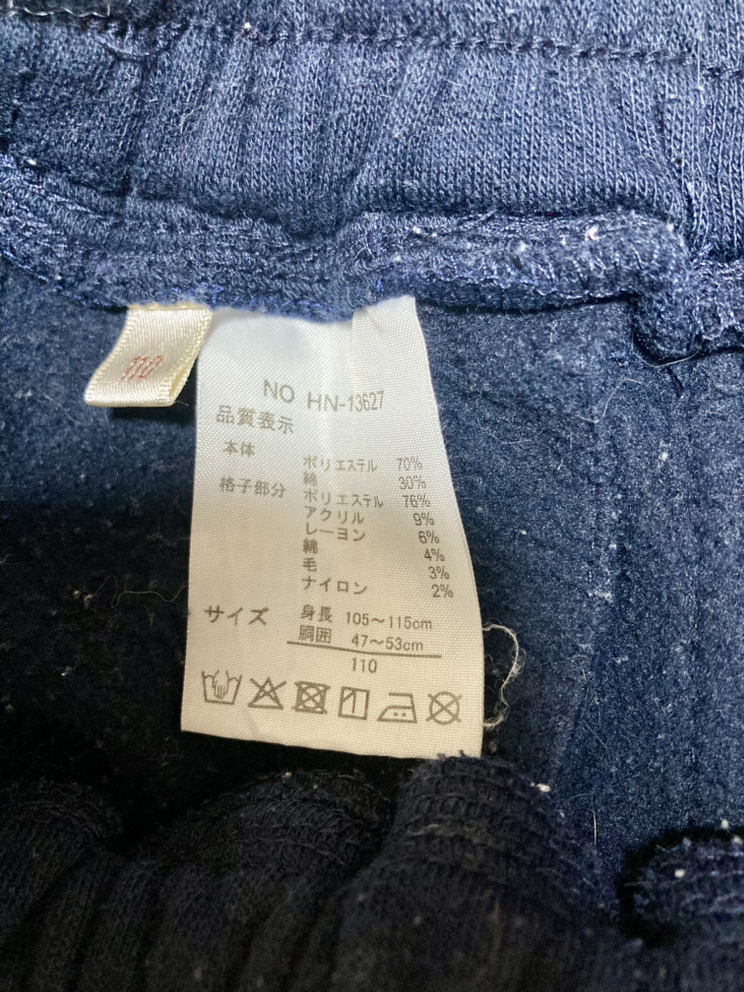 110
NO HN-13627
品質表示
本体 ポリエステル 70%
綿 30%
格子部分 ポリエステル 76%
アクリル 9%
レーヨン 6%
綿 4%
毛 3%
ナイロン 2%
サイズ 身長 105～115cm
胴囲 47～53cm
110